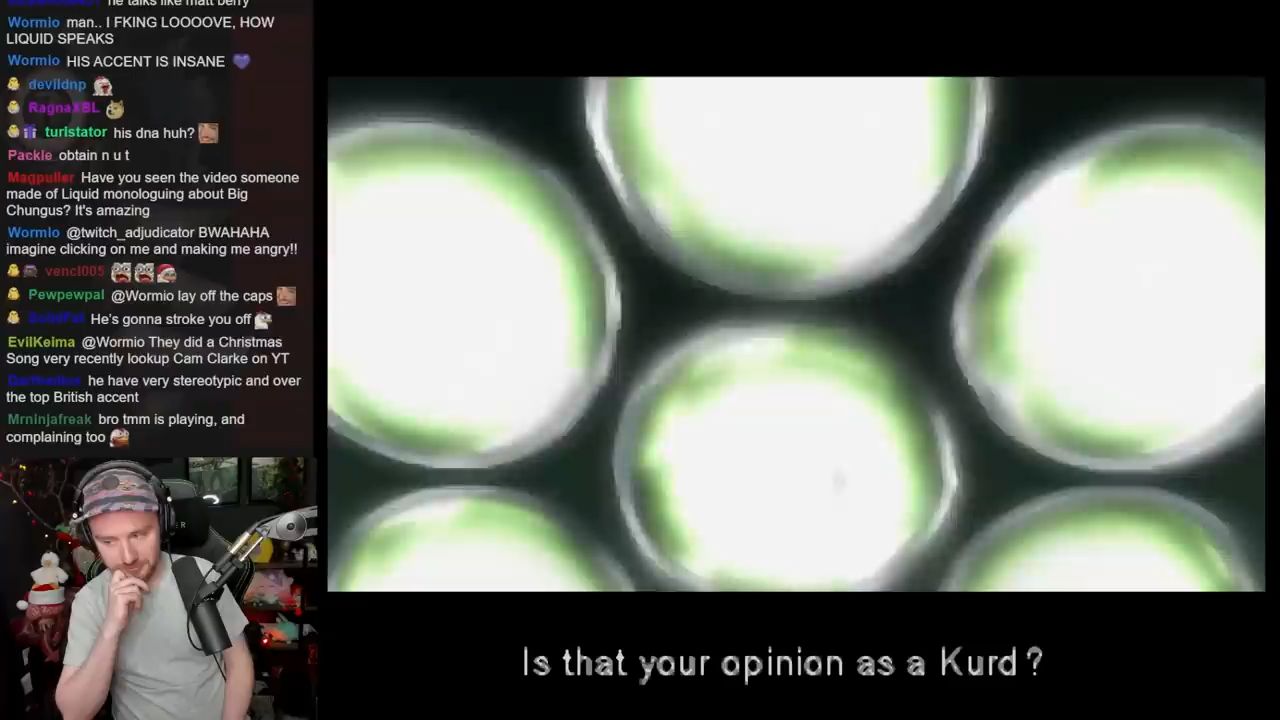 he talks like matt berry
Wormio man.. I FKING LOOOOVE, HOW
LIQUID SPEAKS
Wormio HIS ACCENT IS INSANE
devildnp
RagnaXBL
turistator his dna huh?
Packle obtain n u t
Magpuller Have you seen the video someone
made of Liquid monologuing about Big
Chungus? It's amazing
Wormio @twitch_adjudicator BWAHAHA
imagine clicking on me and making me angry!!
vencl005
Pewpewpal @Wormio lay off the caps
SolidFat He's gonna stroke you off
EvilKeima @Wormio They did a Christmas
Song very recently lookup Cam Clarke on YT
he have very stereotypic and over
the top British accent
Mrninjafreak bro tmm is playing, and
complaining too
Is that your opinion as a Kurd?